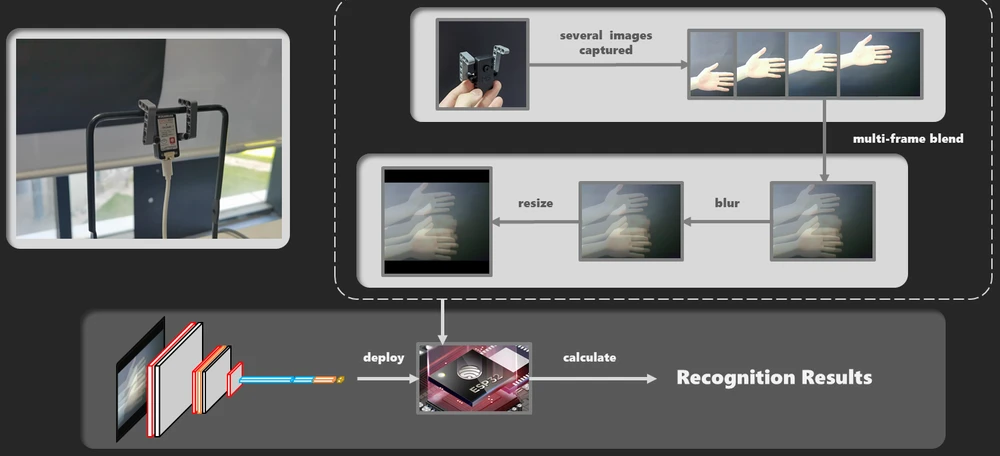 several images
captured
multi-frame blend
resize
blur
deploy
ESP32
calculate
Recognition Results